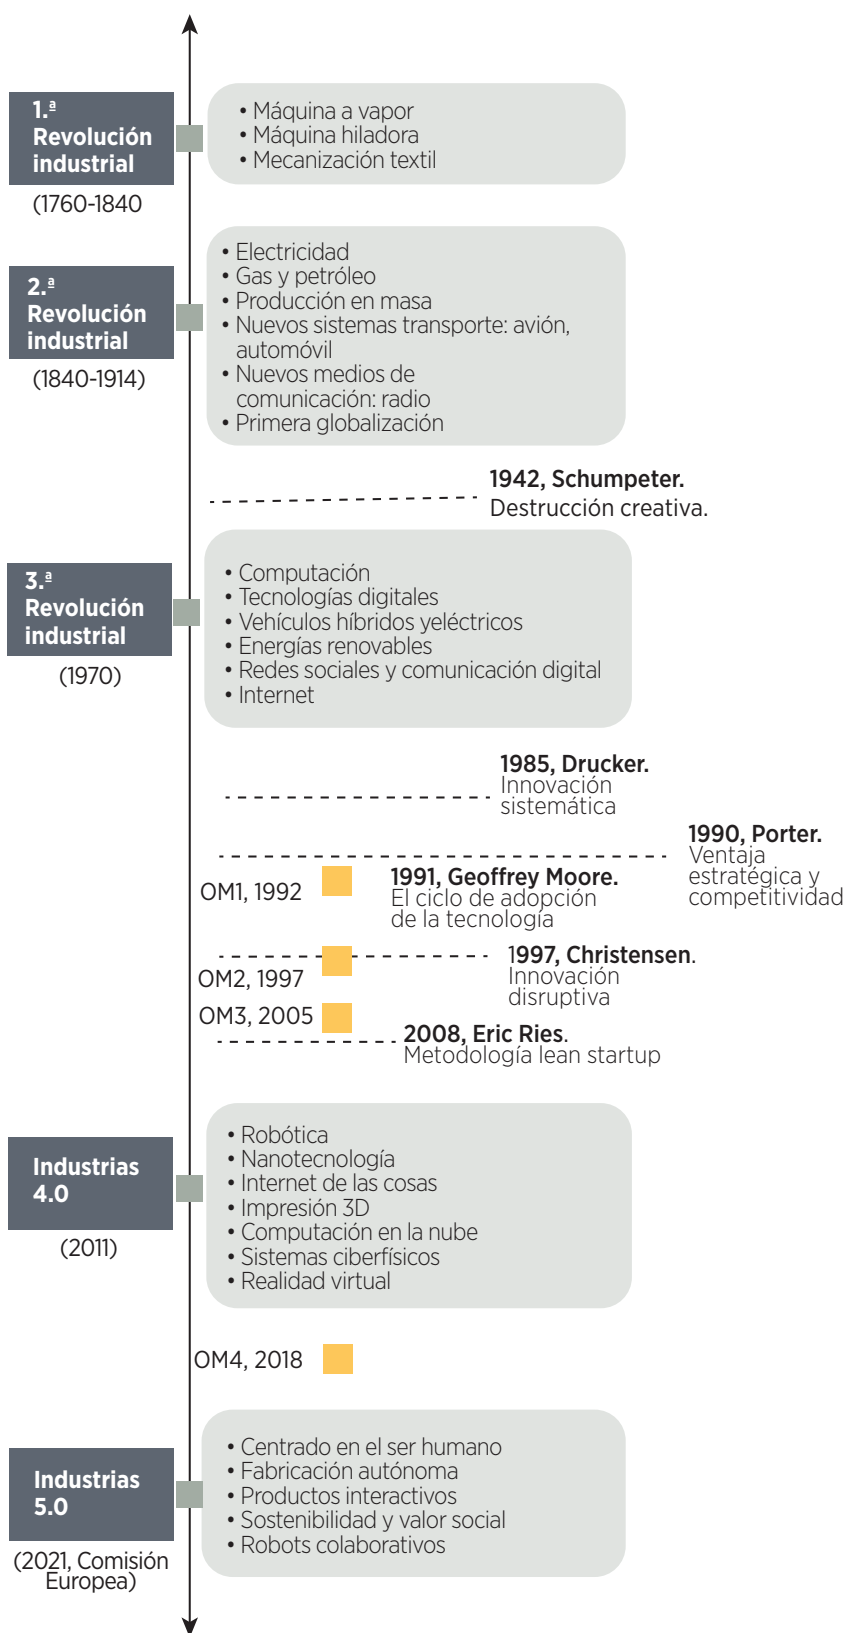 1.ª
Revolución
industrial
(1760-1840
• Máquina a vapor
• Máquina hiladora
• Mecanización textil
2.ª
Revolución
industrial
(1840-1914)
• Electricidad
• Gas y petróleo
• Producción en masa
• Nuevos sistemas transporte: avión,
automóvil
• Nuevos medios de
comunicación: radio
• Primera globalización
1942, Schumpeter.
Destrucción creativa.
3.ª
Revolución
industrial
(1970)
• Computación
• Tecnologías digitales
• Vehículos híbridos yeléctricos
• Energías renovables
• Redes sociales y comunicación digital
• Internet
1985, Drucker.
Innovación
sistemática
1990, Porter.
Ventaja
estratégica y
competitividad
OM1, 1992
1991, Geoffrey Moore.
El ciclo de adopción
de la tecnología
OM2, 1997
1997, Christensen.
Innovación
disruptiva
OM3, 2005
2008, Eric Ries.
Metodología lean startup
Industrias
4.0
(2011)
• Robótica
• Nanotecnología
• Internet de las cosas
• Impresión 3D
• Computación en la nube
• Sistemas ciberfísicos
• Realidad virtual
OM4, 2018
Industrias
5.0
(2021, Comisión
Europea)
• Centrado en el ser humano
• Fabricación autónoma
• Productos interactivos
• Sostenibilidad y valor social
• Robots colaborativos